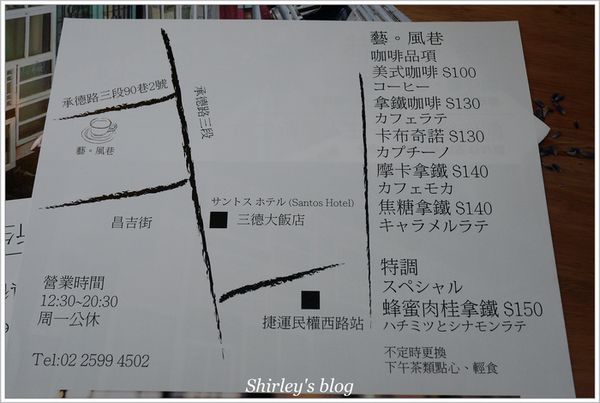 承德路三段90巷2號
藝。風巷
承德路三段
昌吉街
サントス ホテル (Santos Hotel)
三德大飯店
捷運民權西路站
營業時間
12:30~20:30
周一公休
Tel:02 2599 4502
藝。風巷
咖啡品項
美式咖啡 S100
コーヒー
拿鐵咖啡 S130
カフェラテ
卡布奇諾 S130
カプチーノ
摩卡拿鐵 S140
カフェモカ
焦糖拿鐵 S140
キャラメルラテ
特調
スペシャル
蜂蜜肉桂拿鐵 S150
ハチミツとシナモンラテ
不定時更換
下午茶類點心、輕食
Shirley's blog